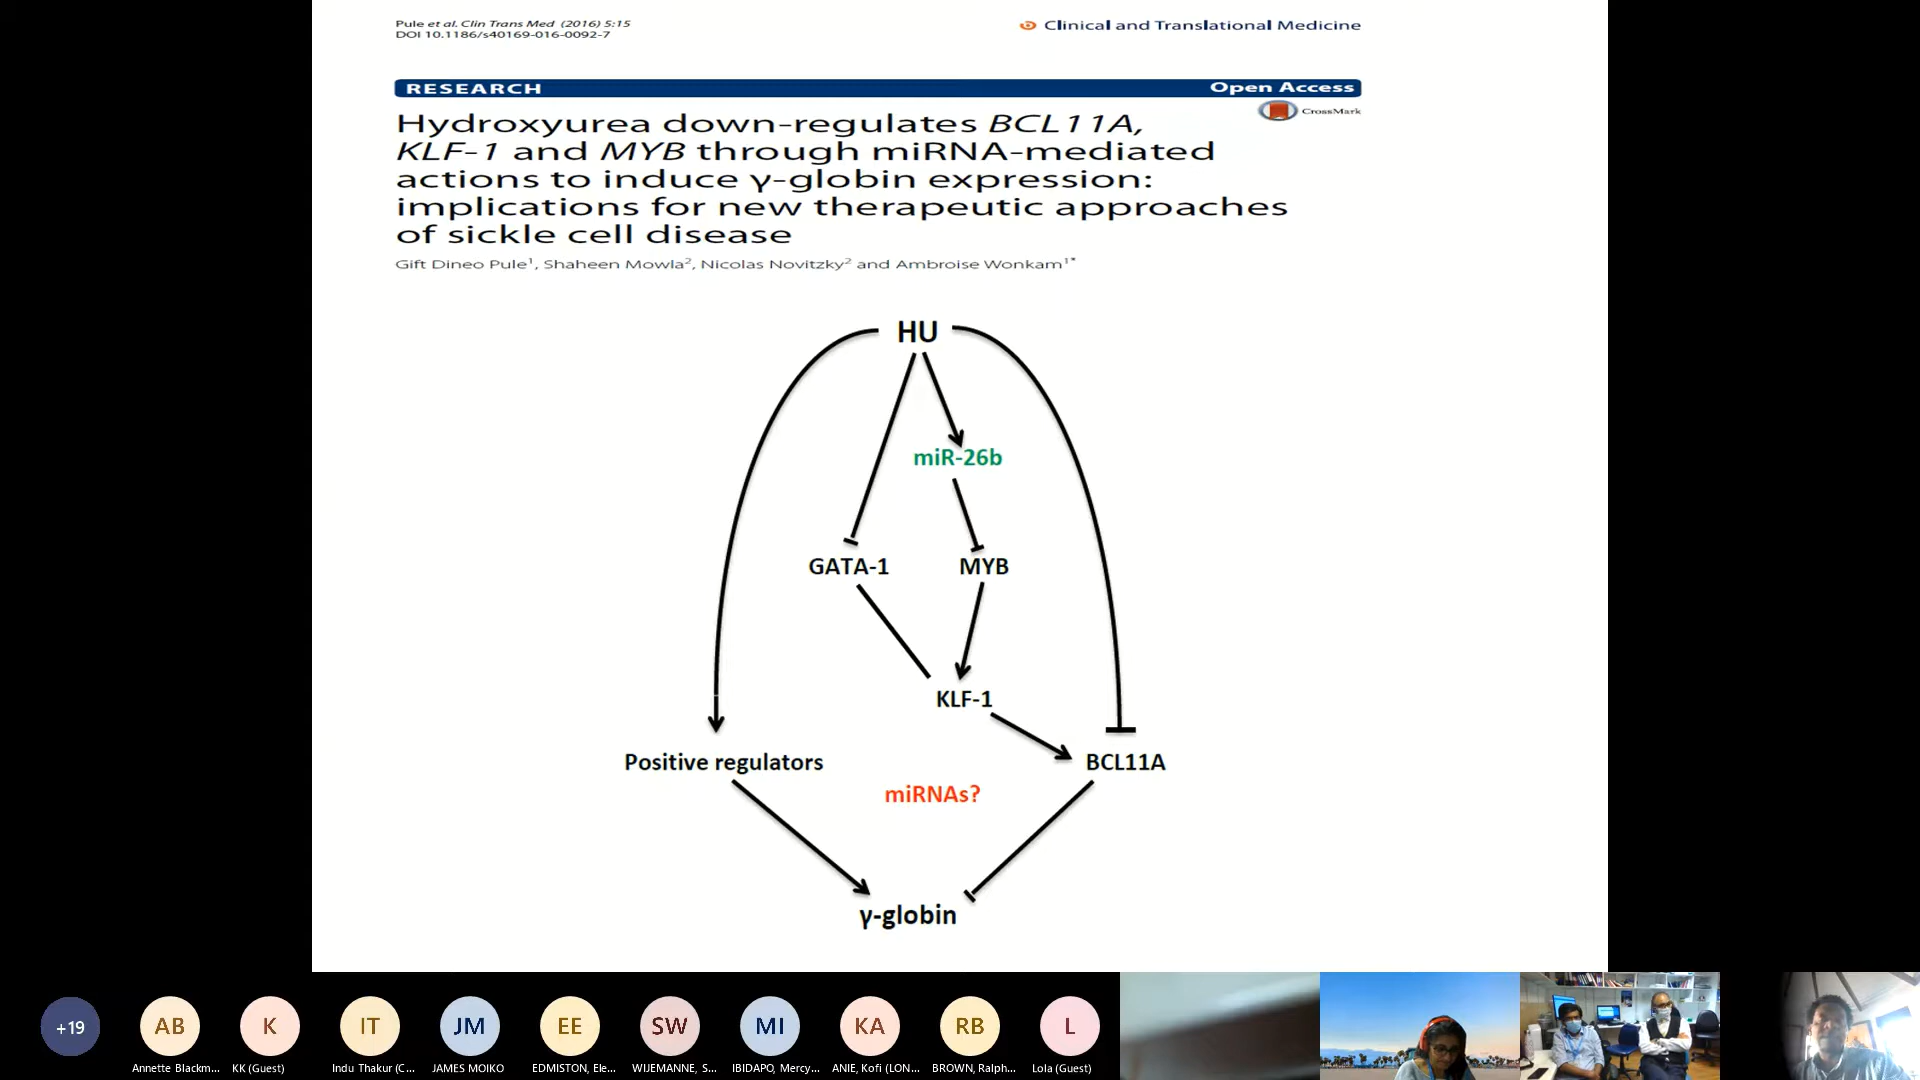 Pule et al. Clin Trans Med (2016) 5:15
DOI 10.1186/s40169-016-0092-7
Clinical and Translational Medicine
RESEARCH
Open Access
CrossMark
Hydroxyurea down-regulates BCL11A,
KLF-1 and MYB through miRNA-mediated
actions to induce γ-globin expression:
implications for new therapeutic approaches
of sickle cell disease
Gift Dineo Pule¹, Shaheen Mowla², Nicolas Novitzky² and Ambroise Wonkam¹*
HU
miR-26b
GATA-1
MYB
KLF-1
Positive regulators
BCL11A
miRNAs?
γ-globin
+19
AB
K
IT
JM
EE
SW
MI
KA
RB
L
Annette Blackm...
KK (Guest)
Indu Thakur (C...
JAMES MOIKO
EDMISTON, Ele...
WIJEMANNE, S...
IBIDAPO, Mercy...
ANIE, Kofi (LON...
BROWN, Ralph...
Lola (Guest)